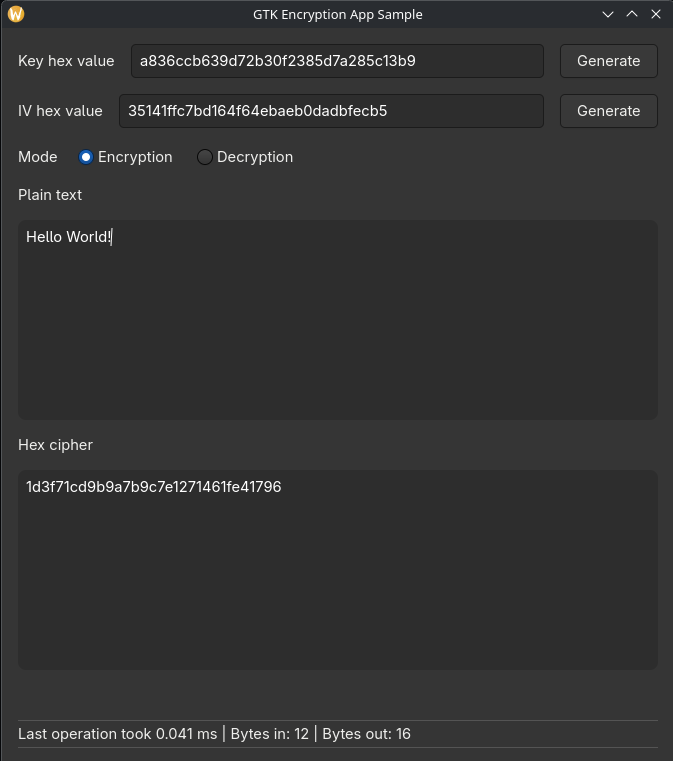 GTK Encryption App Sample
Key hex value a836ccb639d72b30f2385d7a285c13b9 Generate
IV hex value 35141ffc7bd164f64ebaeb0dadbfecb5 Generate
Mode Encryption Decryption
Plain text
Hello World!
Hex cipher
1d3f71cd9b9a7b9c7e1271461fe41796
Last operation took 0.041 ms | Bytes in: 12 | Bytes out: 16